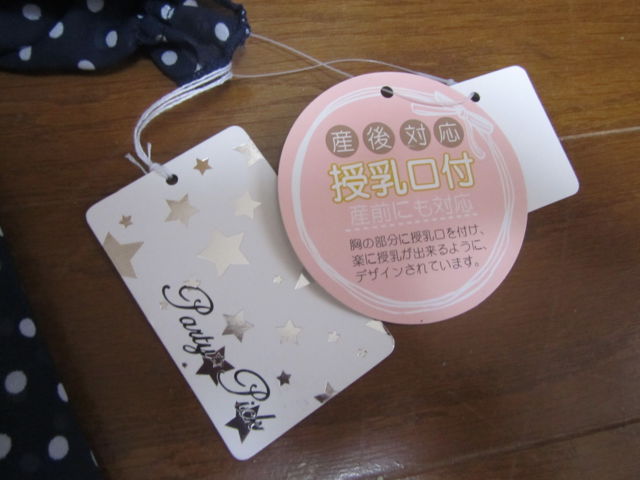 産後対応
授乳口付
産前にも対応
胸の部分に授乳口を付け、
楽に授乳が出来るように、
デザインされています。
Party
Pick